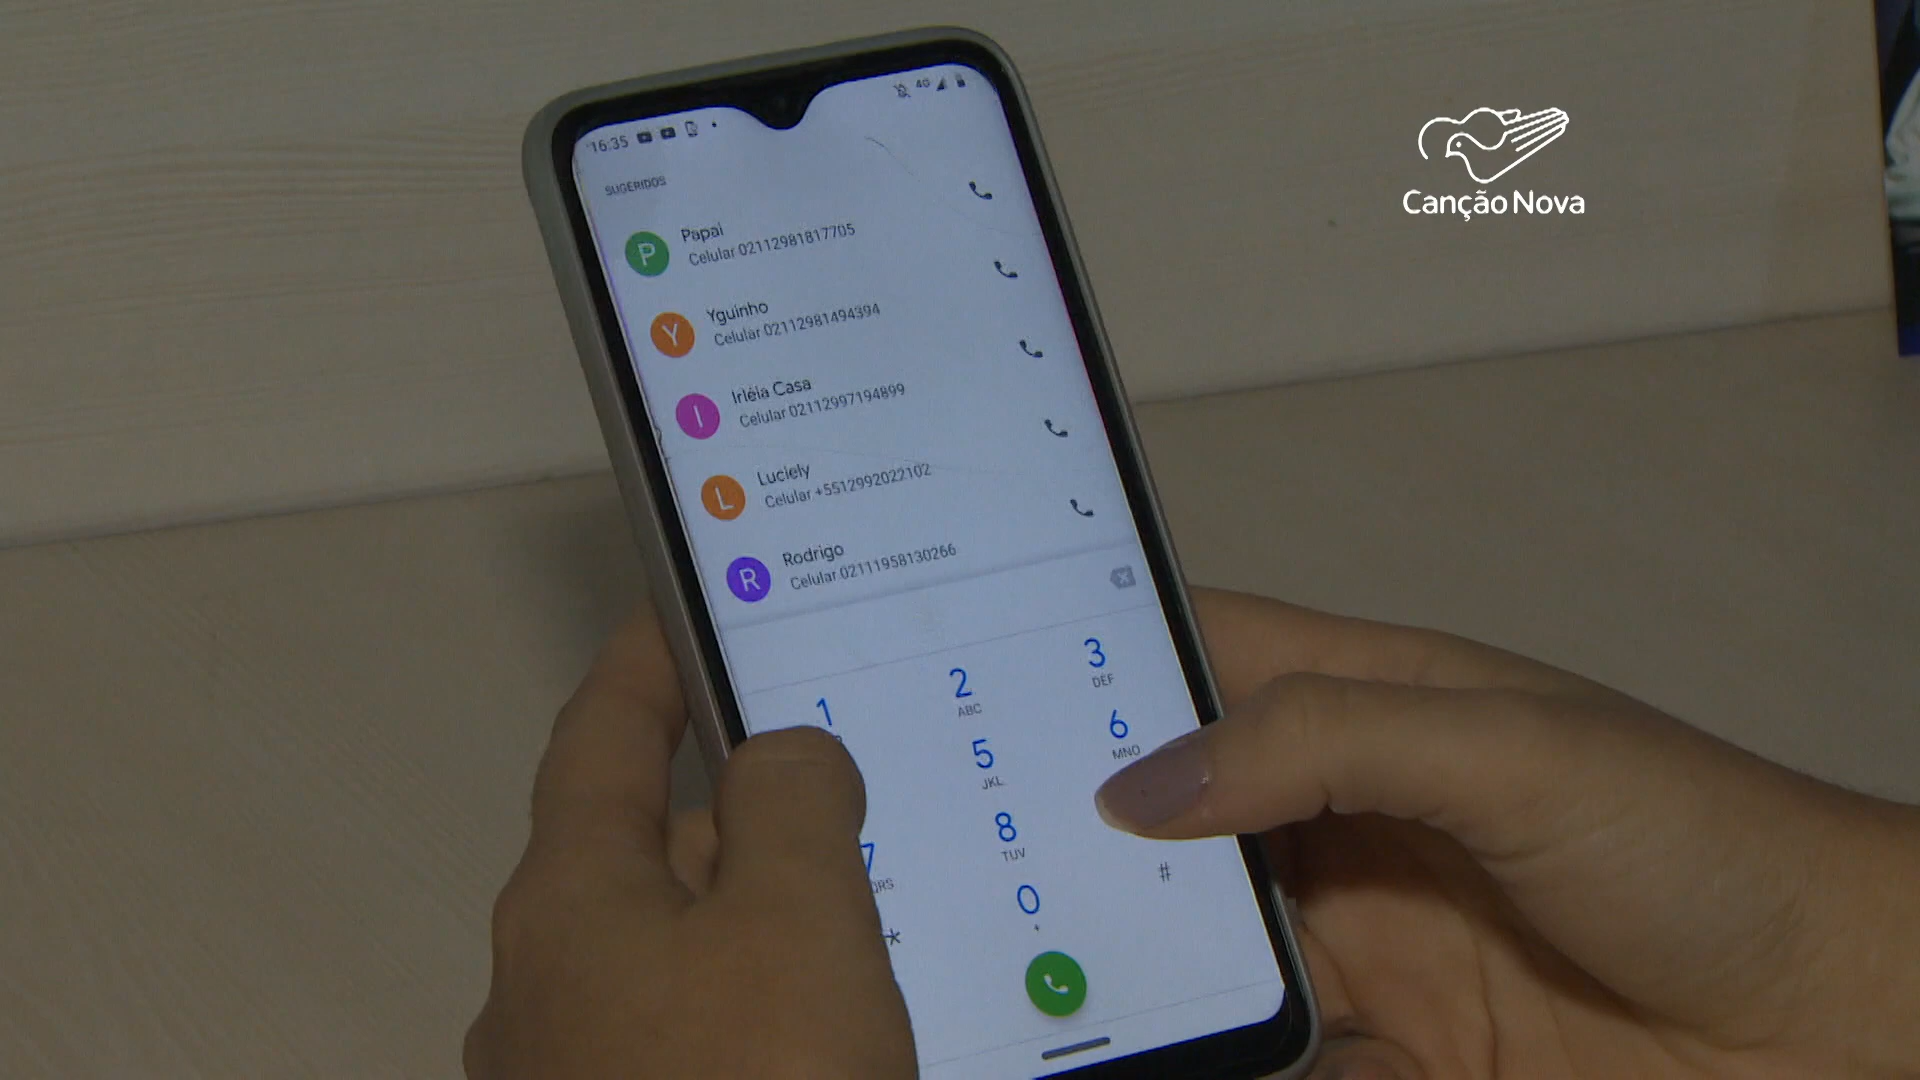 16:35
4G
SUGERIDOS
P
Papai
Celular 02112981817705
Y
Yguinho
Celular 02112981494394
I
Irléia Casa
Celular 02112997194899
L
Luciely
Celular +5512992022102
R
Rodrigo
Celular 02111958130266
1
2
ABC
3
DEF
5
JKL
6
MNO
7
8
TUV
*
0
+
#
Canção Nova